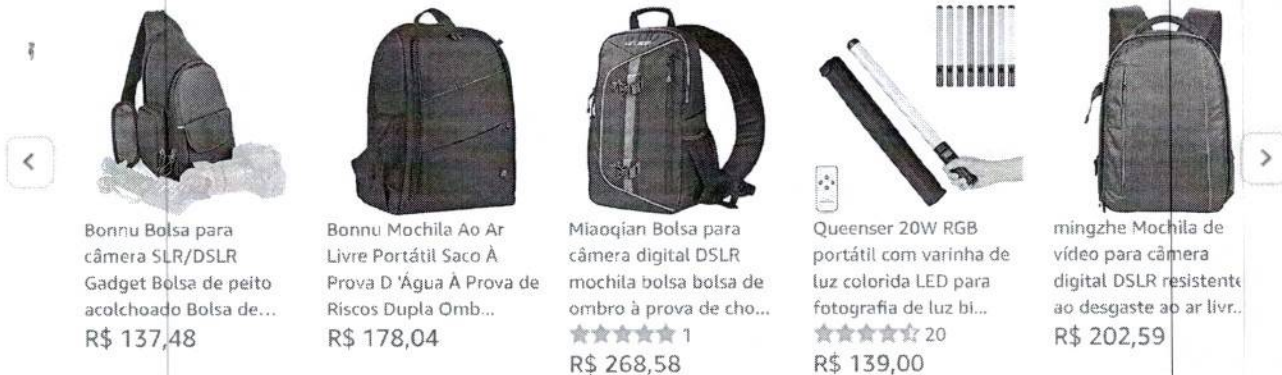 Bonnu Bolsa para
câmera SLR/DSLR
Gadget Bolsa de peito
acolchoado Bolsa de...
R$ 137,48
Bonnu Mochila Ao Ar
Livre Portátil Saco À
Prova D 'Água À Prova de
Riscos Dupla Omb...
R$ 178,04
Miaoqian Bolsa para
câmera digital DSLR
mochila bolsa bolsa de
ombro à prova de cho...
1
R$ 268,58
Queenser 20W RGB
portátil com varinha de
luz colorida LED para
fotografia de luz bi...
20
R$ 139,00
mingzhe Mochila de
vídeo para câmera
digital DSLR resistente
ao desgaste ao ar livr...
R$ 202,59